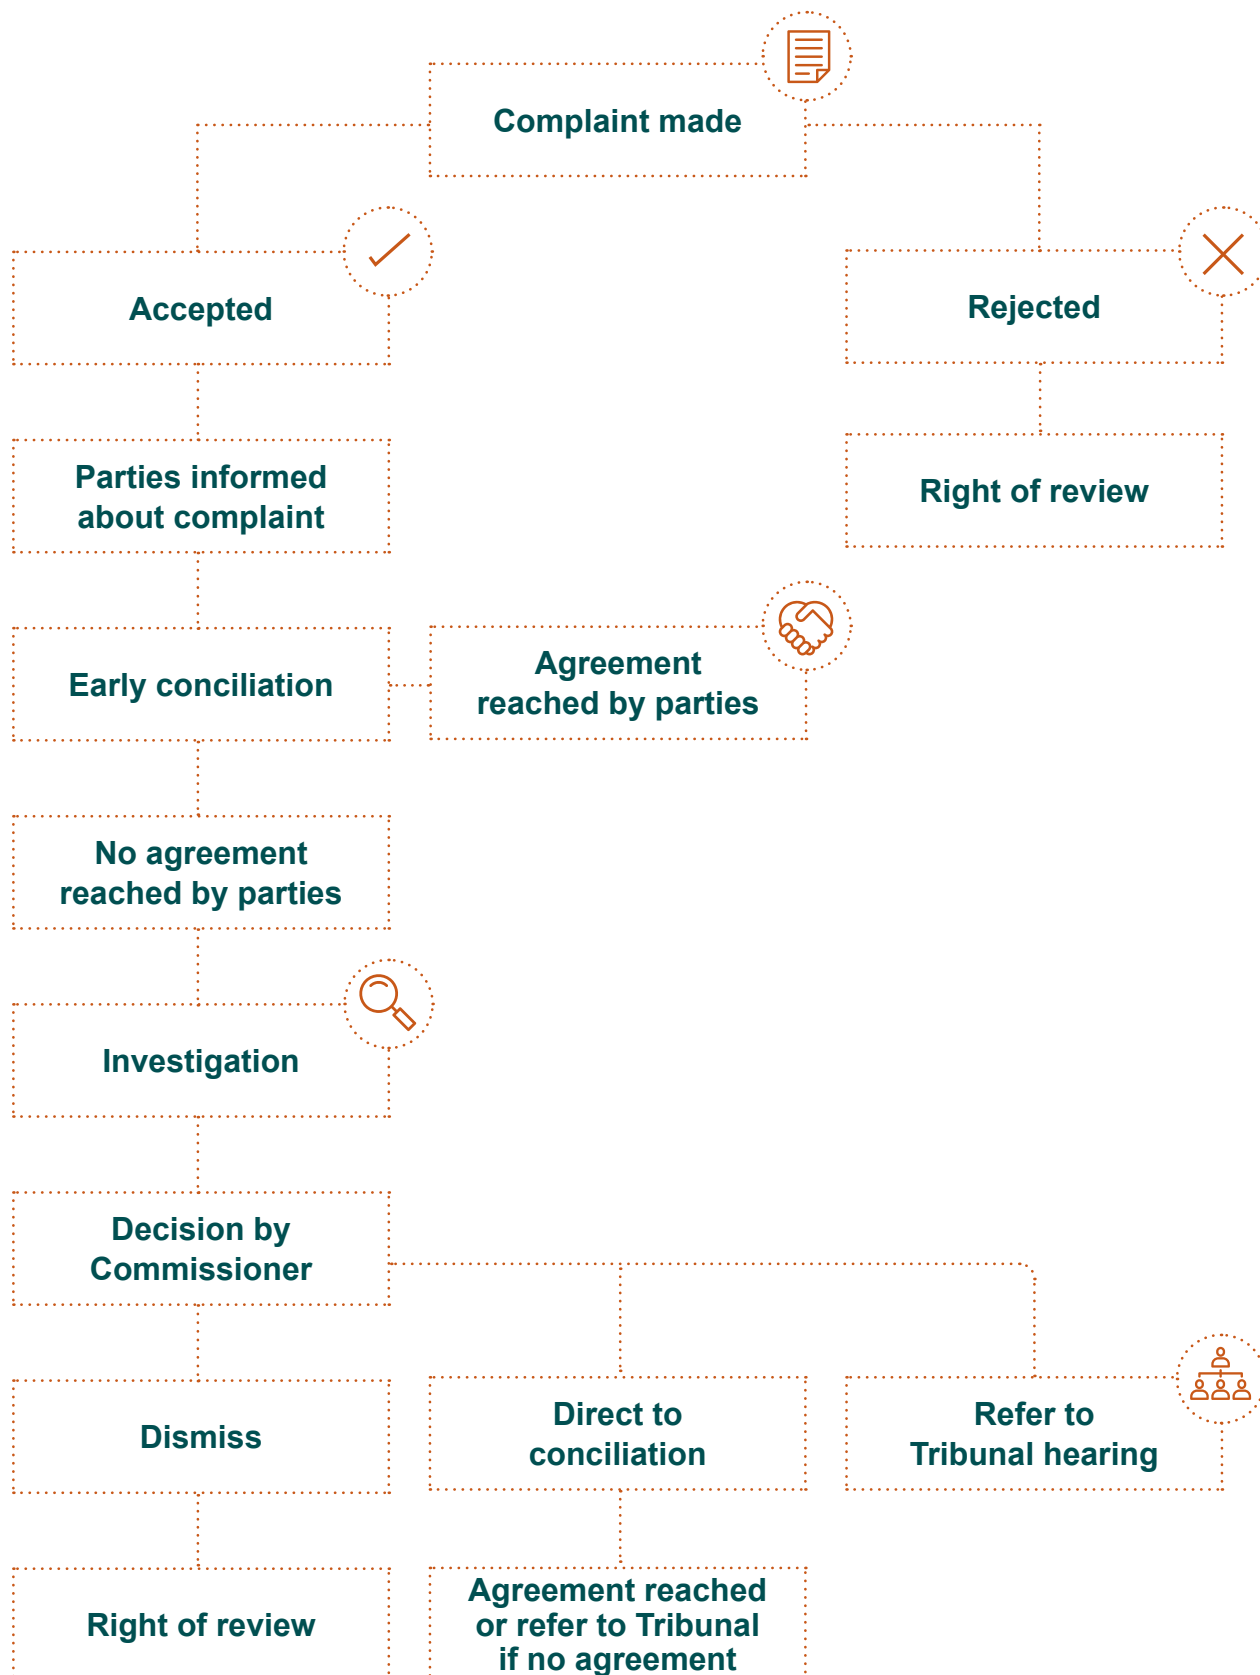 Complaint made
Accepted
Rejected
Parties informed
about complaint
Right of review
Early conciliation
Agreement
reached by parties
No agreement
reached by parties
Investigation
Decision by
Commissioner
Dismiss
Direct to
conciliation
Refer to
Tribunal hearing
Right of review
Agreement reached
or refer to Tribunal
if no agreement